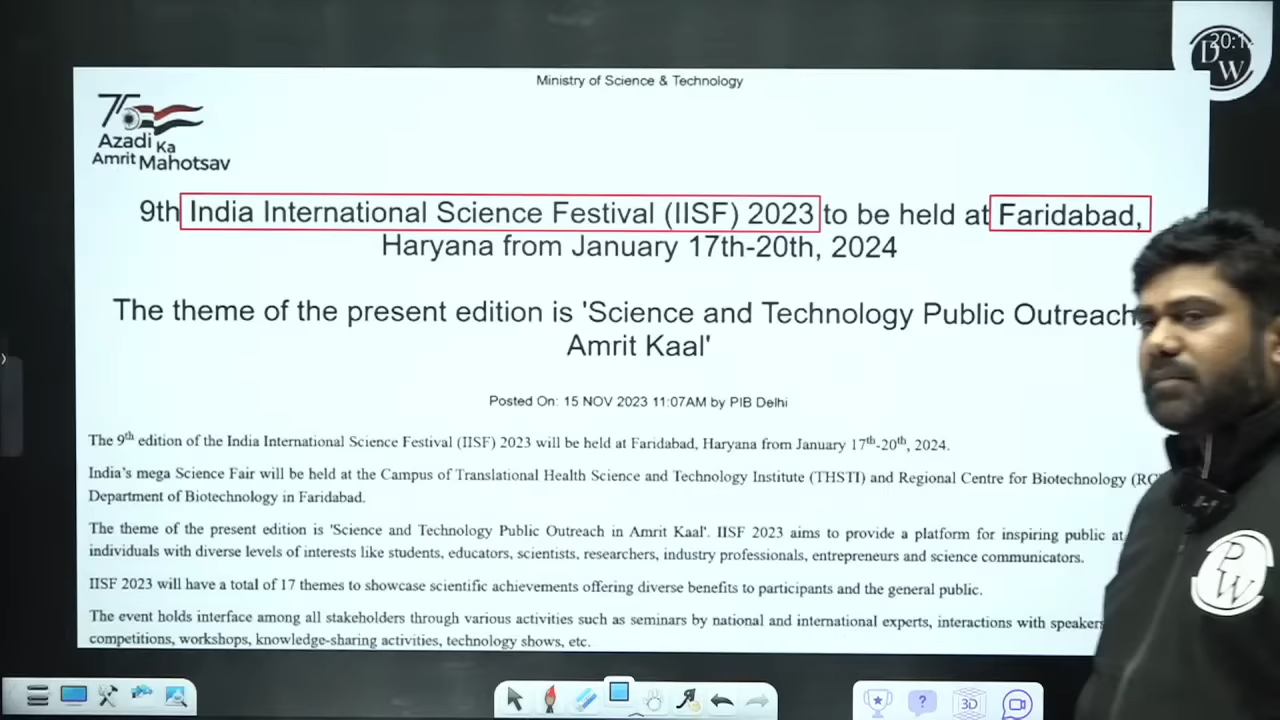 20:1
PW
Ministry of Science & Technology
75
Azadi Ka
Amrit Mahotsav
9th India International Science Festival (IISF) 2023 to be held at Faridabad,
Haryana from January 17th-20th, 2024
The theme of the present edition is 'Science and Technology Public Outreach
Amrit Kaal'
Posted On: 15 NOV 2023 11:07AM by PIB Delhi
The 9th edition of the India International Science Festival (IISF) 2023 will be held at Faridabad, Haryana from January 17th-20th, 2024.
India's mega Science Fair will be held at the Campus of Translational Health Science and Technology Institute (THSTI) and Regional Centre for Biotechnology (RC
Department of Biotechnology in Faridabad.
The theme of the present edition is 'Science and Technology Public Outreach in Amrit Kaal'. IISF 2023 aims to provide a platform for inspiring public at
individuals with diverse levels of interests like students, educators, scientists, researchers, industry professionals, entrepreneurs and science communicators.
IISF 2023 will have a total of 17 themes to showcase scientific achievements offering diverse benefits to participants and the general public.
The event holds interface among all stakeholders through various activities such as seminars by national and international experts, interactions with speakers
competitions, workshops, knowledge-sharing activities, technology shows, etc.
PW
?
3D